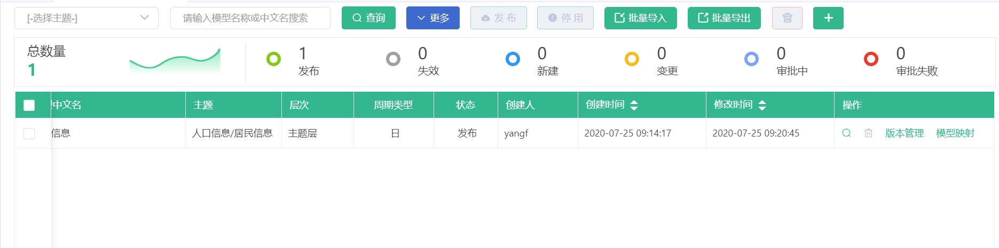 [-选择主题-] 请输入模型名称或中文名搜索 查询 更多 发布 停用 批量导入 批量导出
总数量
1
1 发布
0 失效
0 新建
0 变更
0 审批中
0 审批失败
中文名 主题 层次 周期类型 状态 创建人 创建时间 修改时间 操作
信息 人口信息/居民信息 主题层 日 发布 yangf 2020-07-25 09:14:17 2020-07-25 09:20:45 版本管理 模型映射